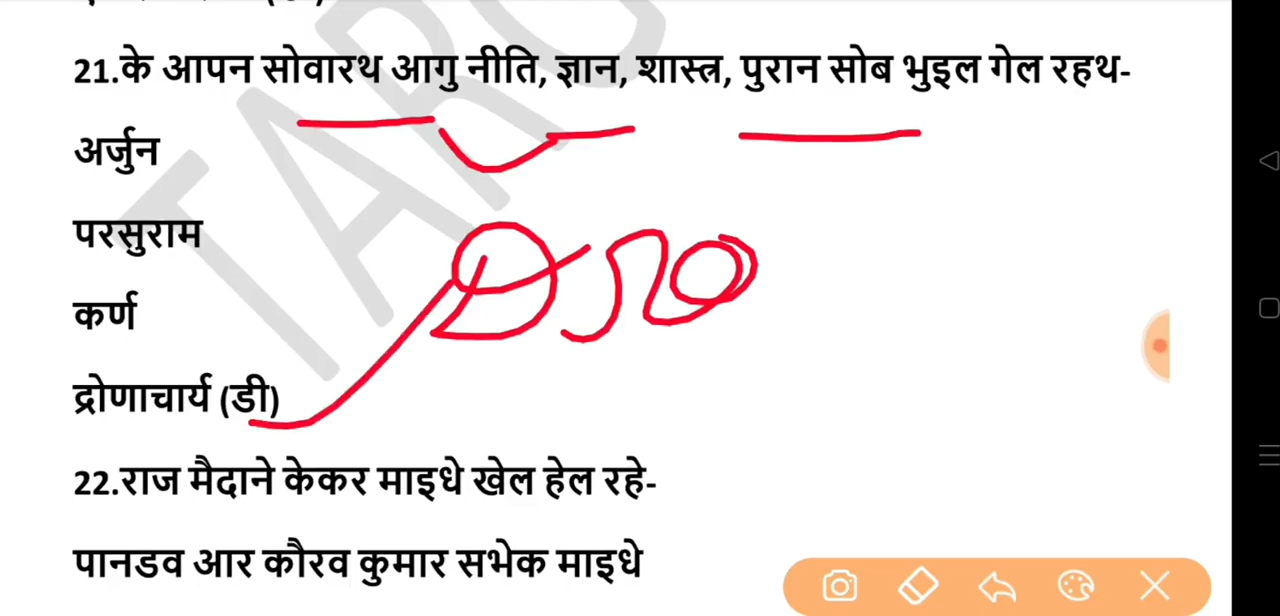 21.के आपन सोवारथ आगु नीति, ज्ञान, शास्त्र, पुरान सोब भुइल गेल रहथ-
अर्जुन
परसुराम
कर्ण
द्रोणाचार्य (डी)
22.राज मैदाने केकर माइधे खेल हेल रहे-
पानडव आर कौरव कुमार सभेक माइधे